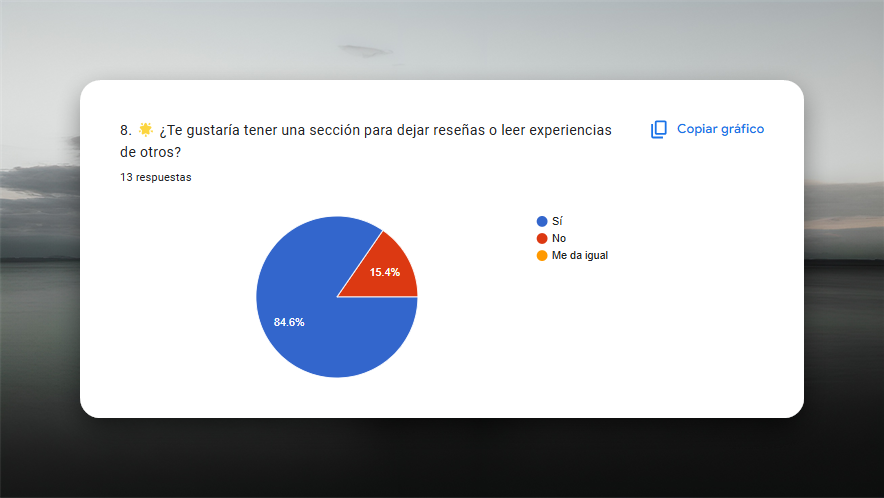 8. 🌟 ¿Te gustaría tener una sección para dejar reseñas o leer experiencias
de otros?
Copiar gráfico
13 respuestas
Sí
No
Me da igual
15.4%
84.6%